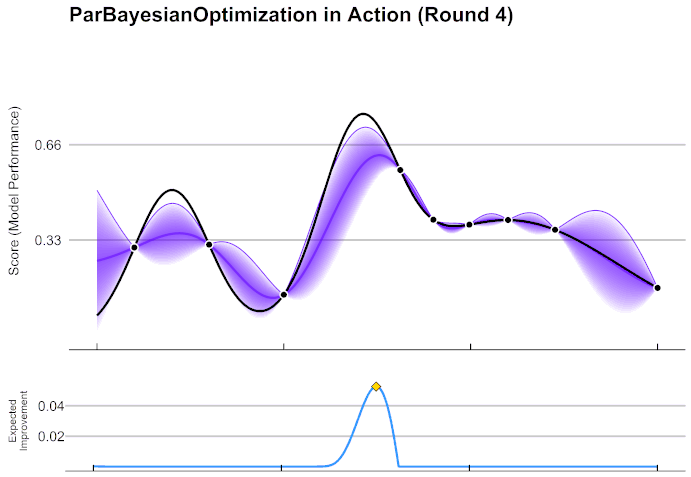 ParBayesianOptimization in Action (Round 4)
Score (Model Performance)
0.66
0.33
Expected
Improvement
0.04
0.02